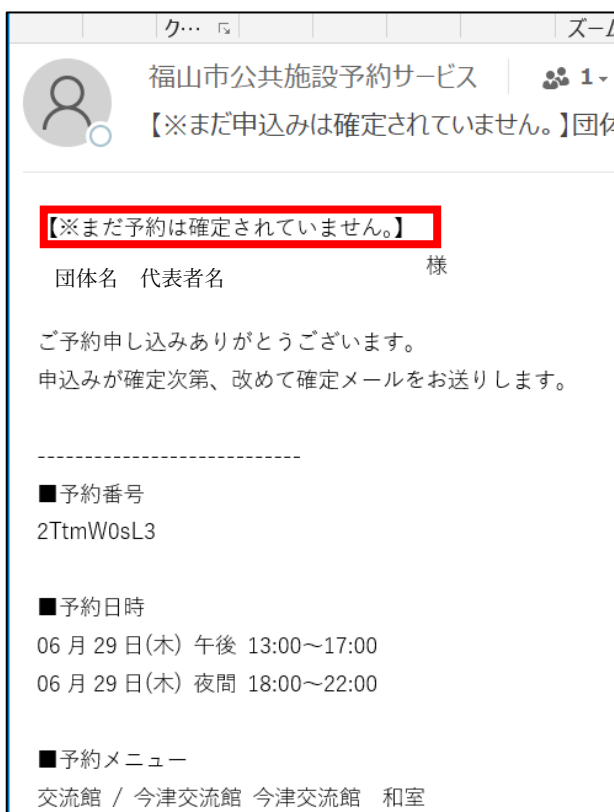 ク… ズーム
福山市公共施設予約サービス 1
【※まだ申込みは確定されていません。】団体
【※まだ予約は確定されていません。】
団体名 代表者名 様
ご予約申し込みありがとうございます。
申込みが確定次第、改めて確定メールをお送りします。
----------------------------
■予約番号
2TtmW0sL3
■予約日時
06 月 29 日(木) 午後 13:00～17:00
06 月 29 日(木) 夜間 18:00～22:00
■予約メニュー
交流館 / 今津交流館 今津交流館 和室